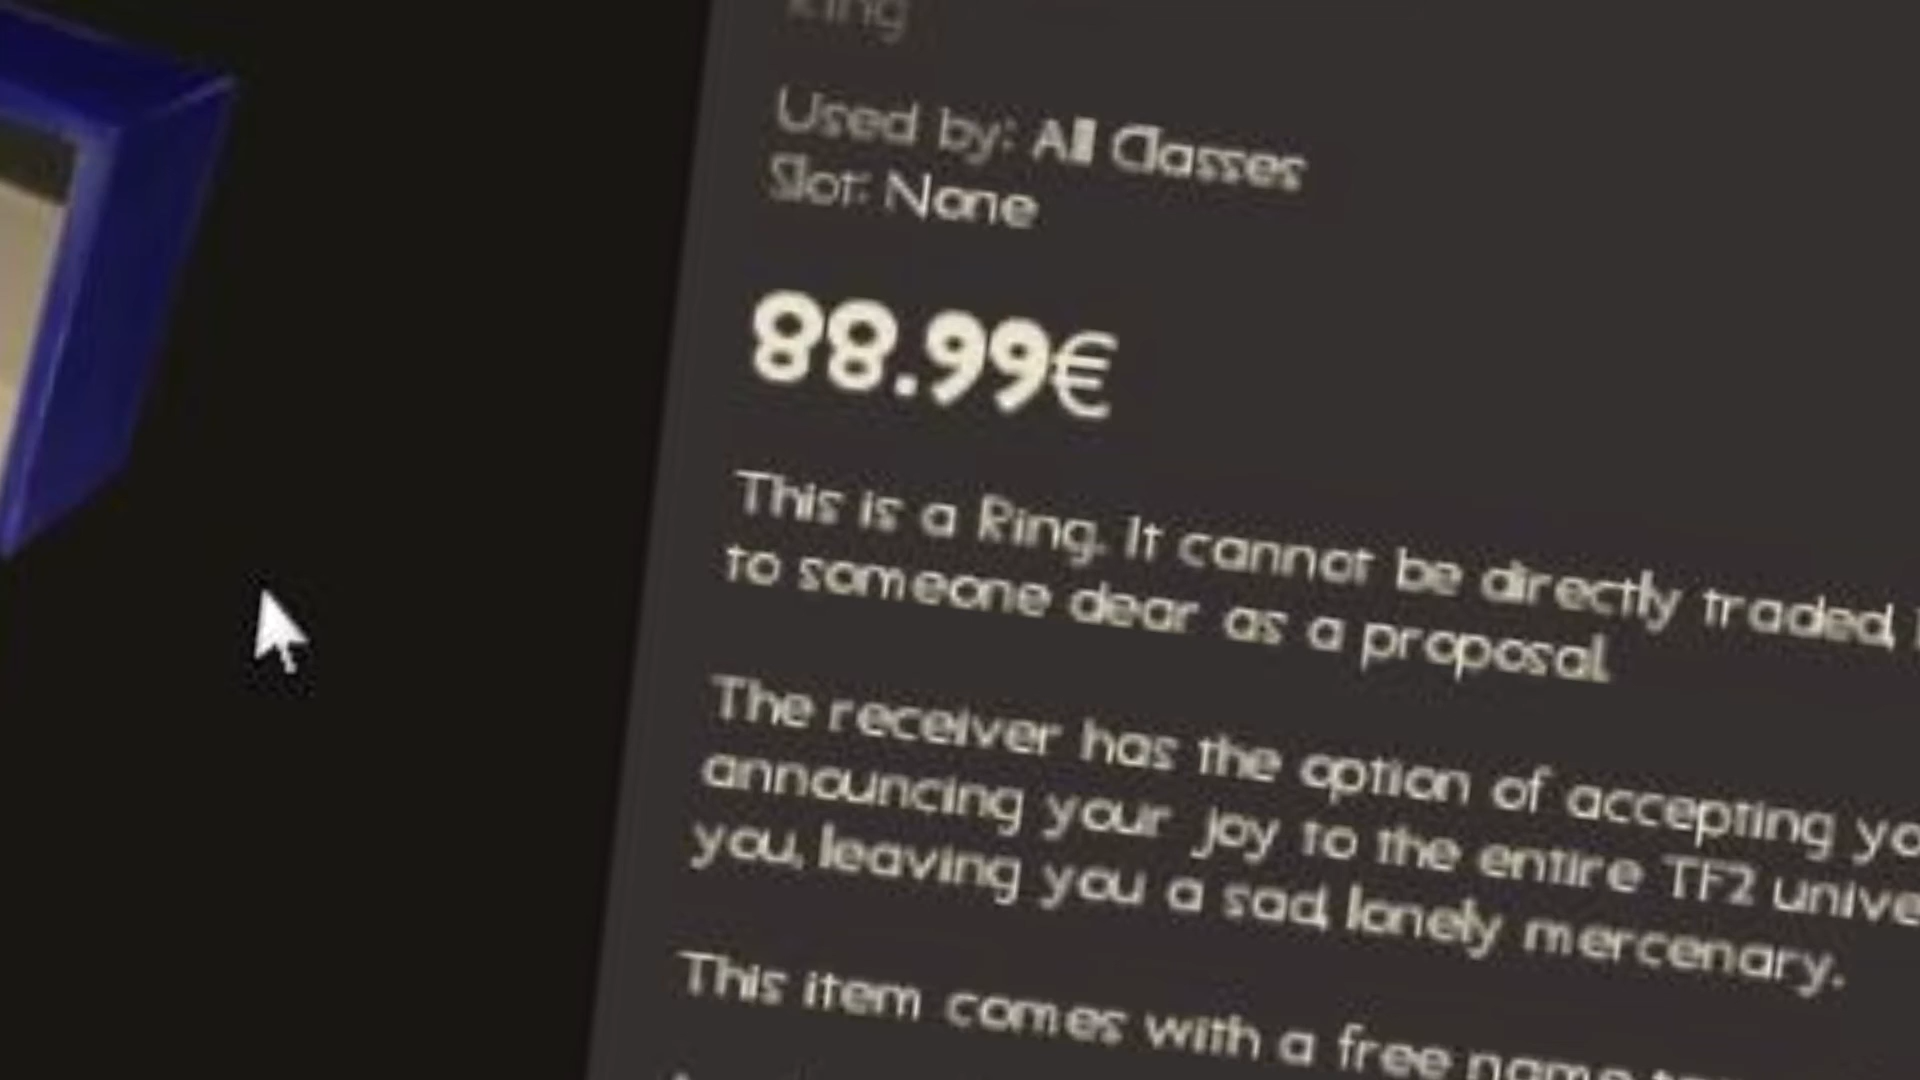 Ring
Used by: All Classes
Slot: None
88.99€
This is a Ring. It cannot be directly traded,
to someone dear as a proposal.
The receiver has the option of accepting
announcing your joy to the entire TF2
you, leaving you a sad, lonely mercenary.
This item comes with a free name